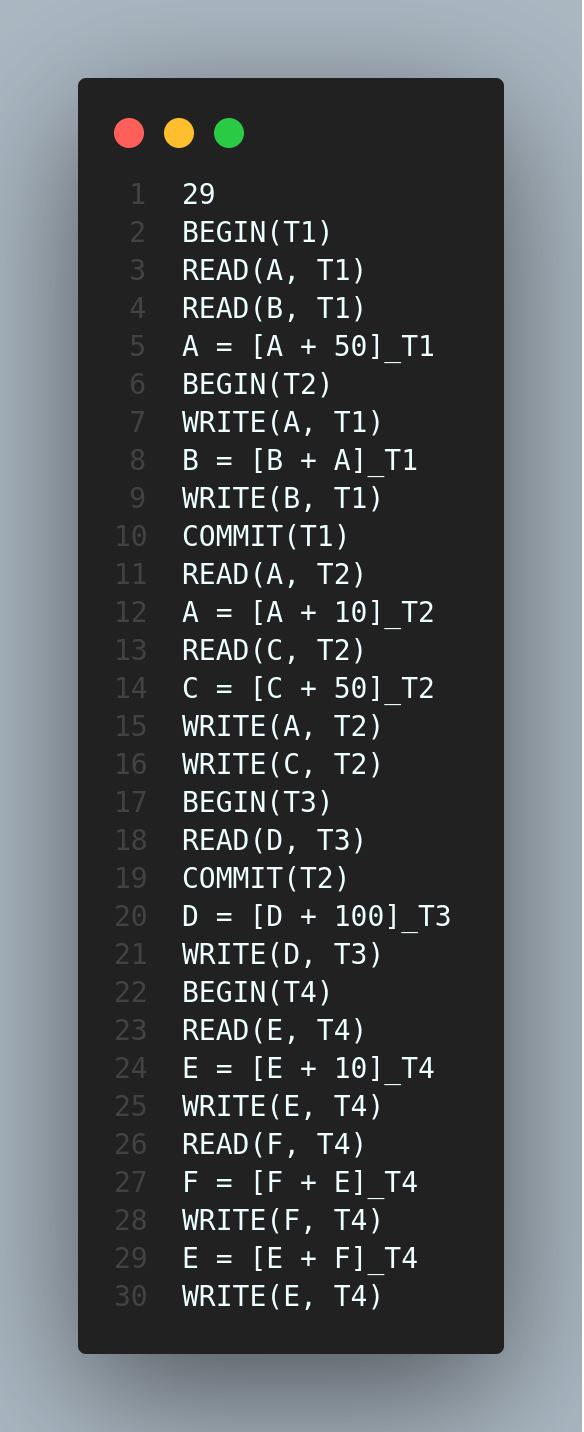 1 29
2 BEGIN(T1)
3 READ(A, T1)
4 READ(B, T1)
5 A = [A + 50]_T1
6 BEGIN(T2)
7 WRITE(A, T1)
8 B = [B + A]_T1
9 WRITE(B, T1)
10 COMMIT(T1)
11 READ(A, T2)
12 A = [A + 10]_T2
13 READ(C, T2)
14 C = [C + 50]_T2
15 WRITE(A, T2)
16 WRITE(C, T2)
17 BEGIN(T3)
18 READ(D, T3)
19 COMMIT(T2)
20 D = [D + 100]_T3
21 WRITE(D, T3)
22 BEGIN(T4)
23 READ(E, T4)
24 E = [E + 10]_T4
25 WRITE(E, T4)
26 READ(F, T4)
27 F = [F + E]_T4
28 WRITE(F, T4)
29 E = [E + F]_T4
30 WRITE(E, T4)